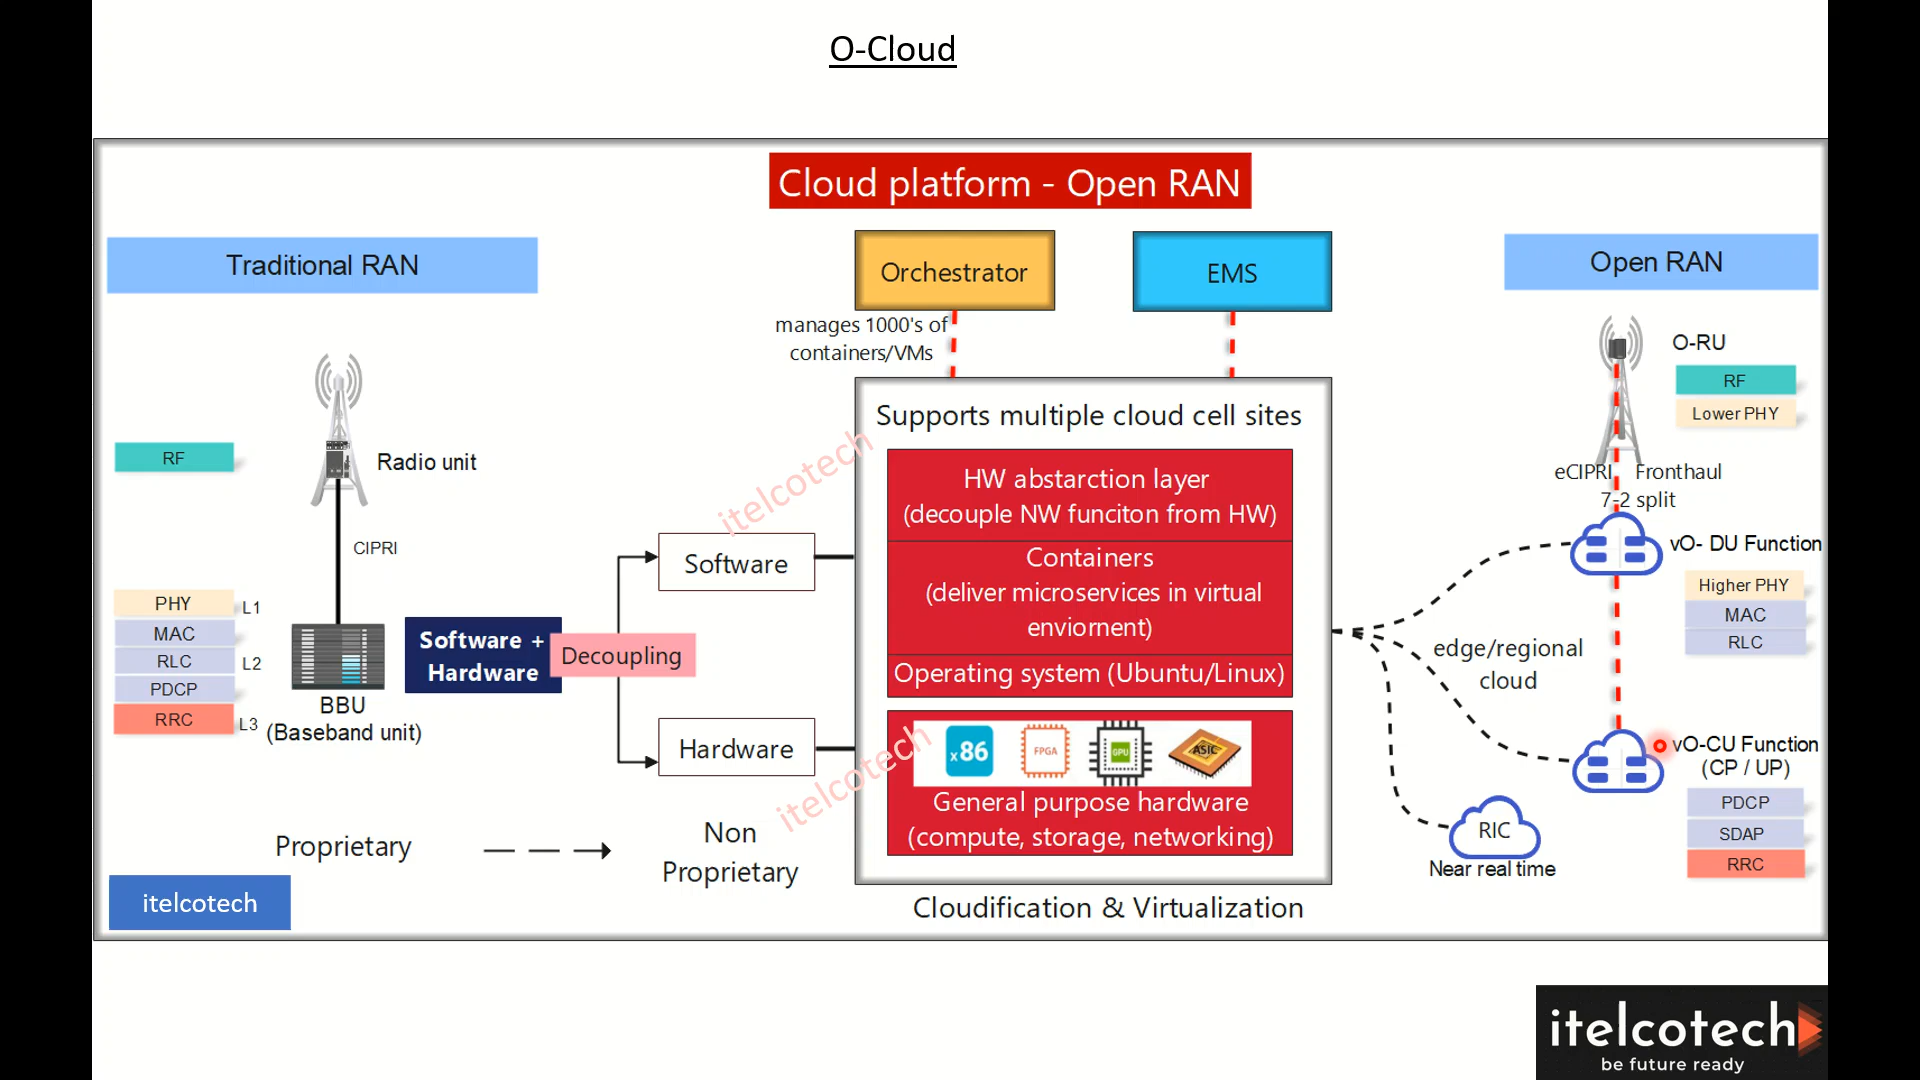 O-Cloud
Cloud platform - Open RAN
Traditional RAN
Orchestrator
EMS
Open RAN
manages 1000's of
containers/VMs
O-RU
RF
Lower PHY
Supports multiple cloud cell sites
RF
Radio unit
itelcotech
HW abstarction layer
(decouple NW funciton from HW)
eCIPRI Fronthaul
7-2 split
CIPRI
Software
Containers
(deliver microservices in virtual
enviornent)
vO- DU Function
Higher PHY
MAC
RLC
PHY
L1
MAC
RLC
L2
PDCP
RRC
L3
Software +
Hardware
Decoupling
BBU
(Baseband unit)
Operating system (Ubuntu/Linux)
edge/regional
cloud
Hardware
itelcotech
x86
FPGA
GPU
ASIC
General purpose hardware
(compute, storage, networking)
vO-CU Function
(CP / UP)
PDCP
SDAP
RRC
RIC
Near real time
Proprietary
Non
Proprietary
itelcotech
Cloudification & Virtualization
itelcotech
be future ready